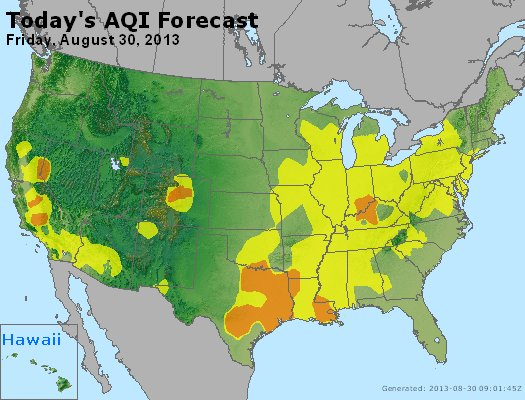 Today's AQI Forecast
Friday, August 30, 2013
Hawaii
Generated: 2013-08-30 09:01:45Z